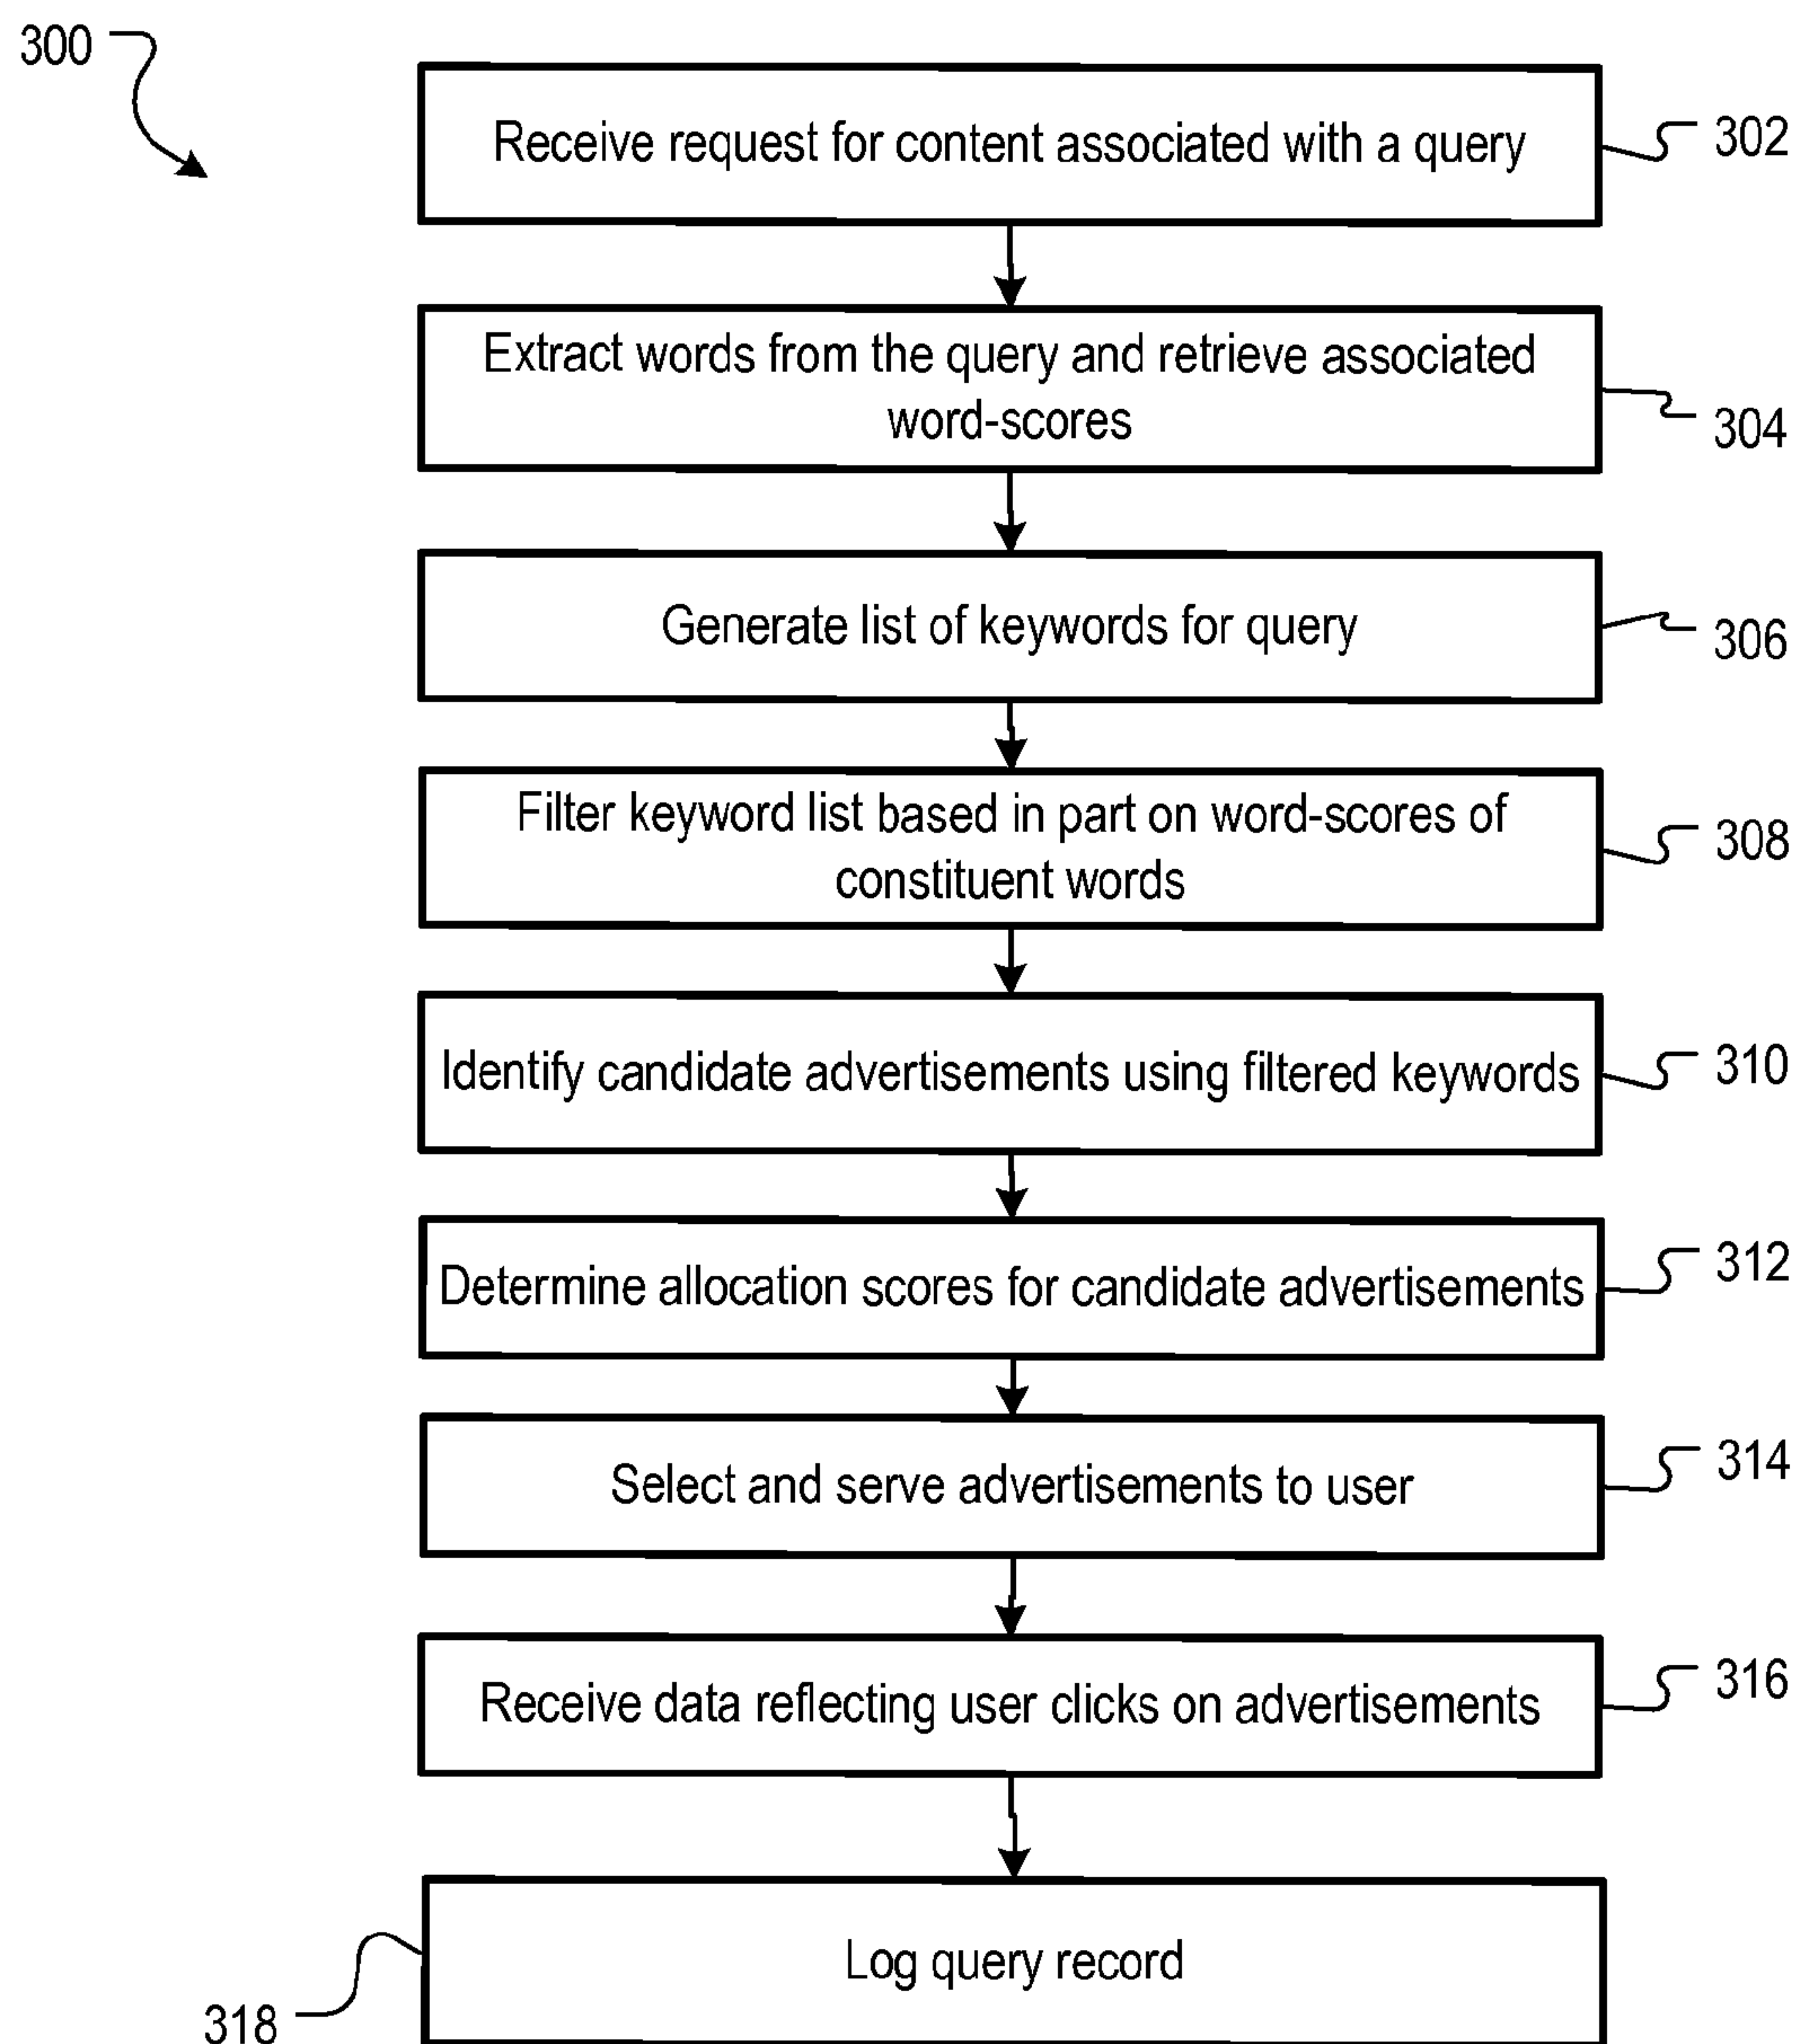 300
Receive request for content associated with a query
302
Extract words from the query and retrieve associated
word-scores
304
Generate list of keywords for query
306
Filter keyword list based in part on word-scores of
constituent words
308
Identify candidate advertisements using filtered keywords
310
Determine allocation scores for candidate advertisements
312
Select and serve advertisements to user
314
Receive data reflecting user clicks on advertisements
316
Log query record
318